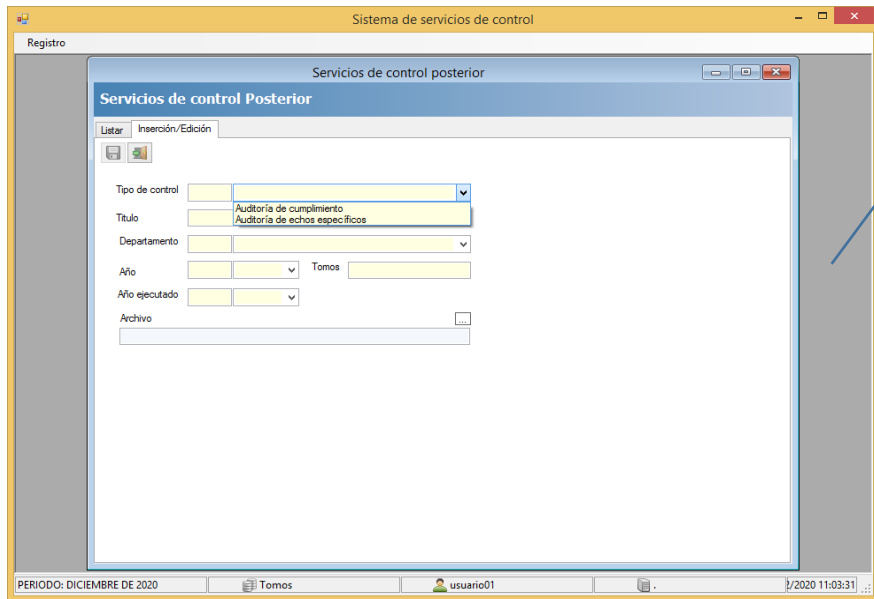 Sistema de servicios de control
Registro
Servicios de control posterior
Servicios de control Posterior
Listar Inserción/Edición
Tipo de control
Auditoría de cumplimiento
Título Auditoría de echos específicos
Departamento
Año Tomos
Año ejecutado
Archivo
...
PERIODO: DICIEMBRE DE 2020 Tomos usuario01 . 2/2020 11:03:31